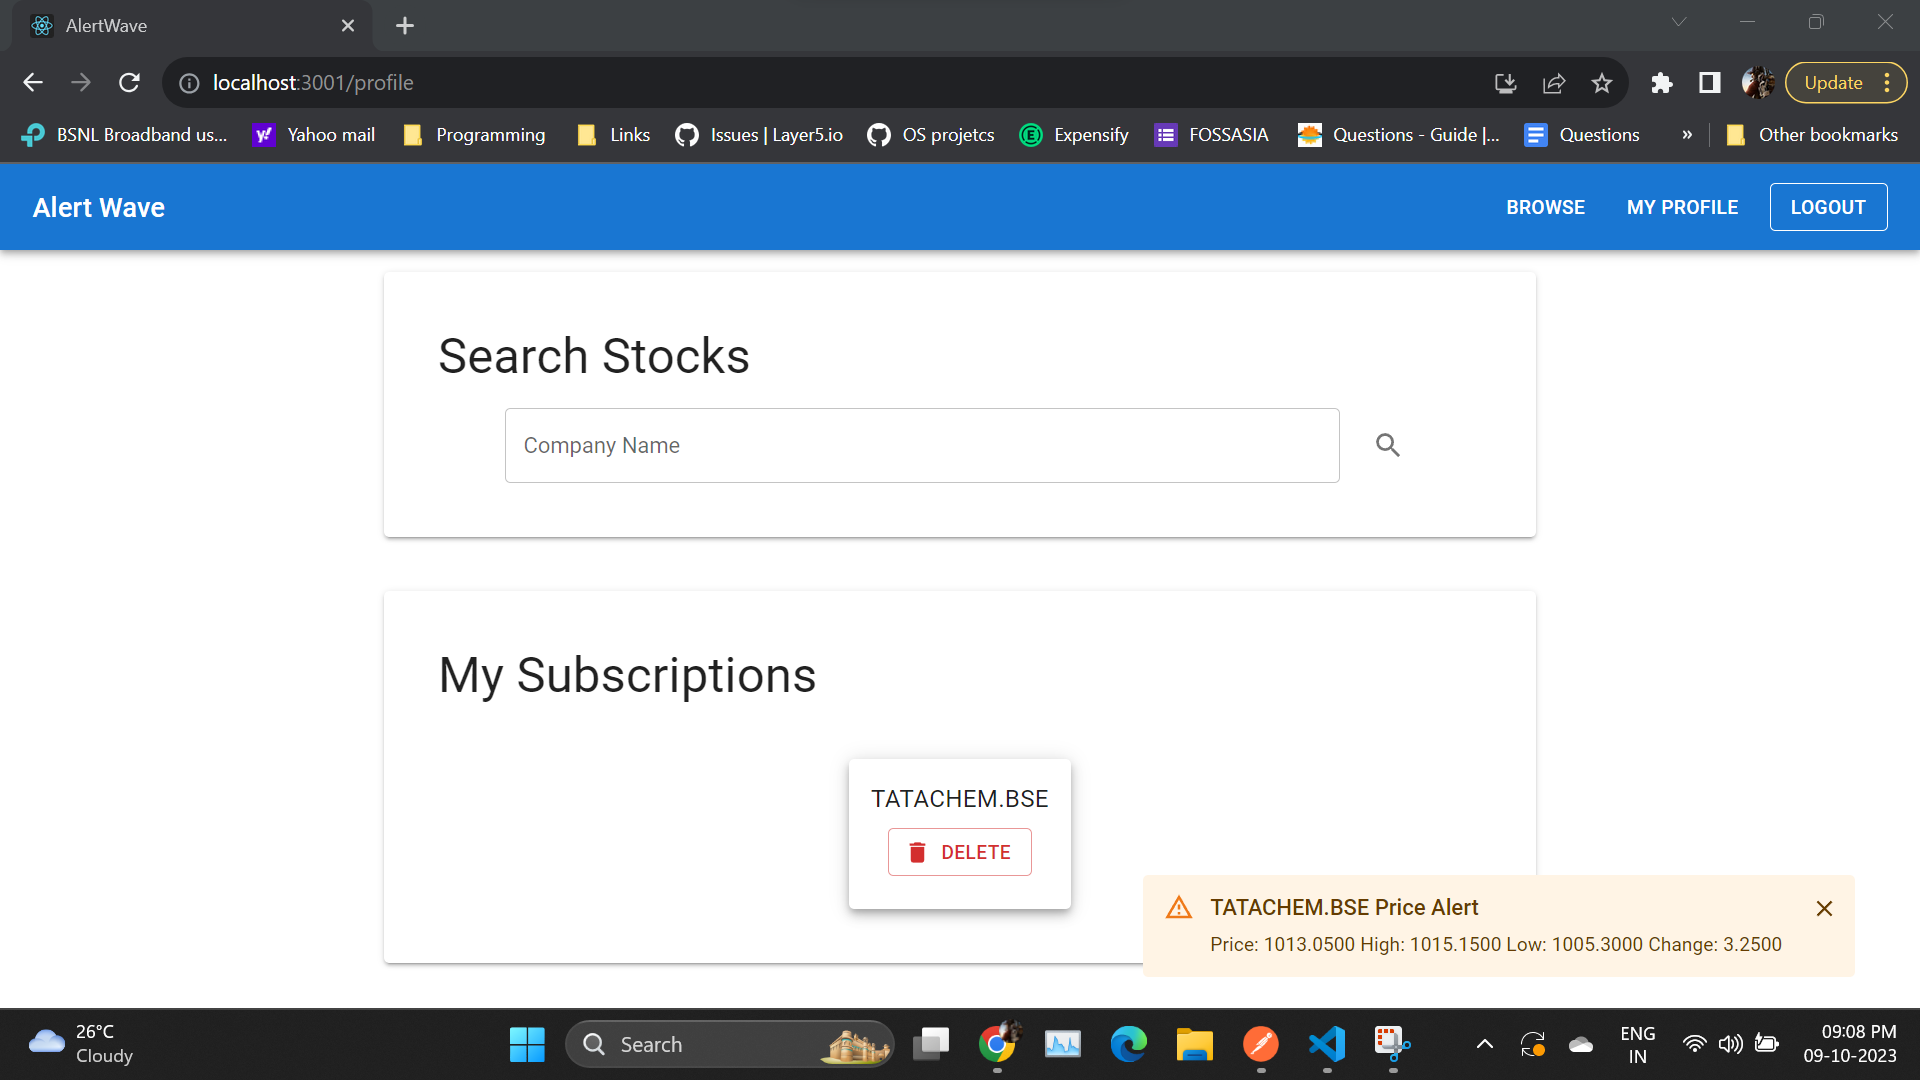 AlertWave
localhost:3001/profile
Update
BSNL Broadband us...
Yahoo mail
Programming
Links
Issues | Layer5.io
OS projetcs
Expensify
FOSSASIA
Questions - Guide |...
Questions
»
Other bookmarks
Alert Wave
BROWSE
MY PROFILE
LOGOUT
Search Stocks
Company Name
My Subscriptions
TATACHEM.BSE
DELETE
TATACHEM.BSE Price Alert
Price: 1013.0500 High: 1015.1500 Low: 1005.3000 Change: 3.2500
26°C
Cloudy
Search
ENG
IN
09:08 PM
09-10-2023